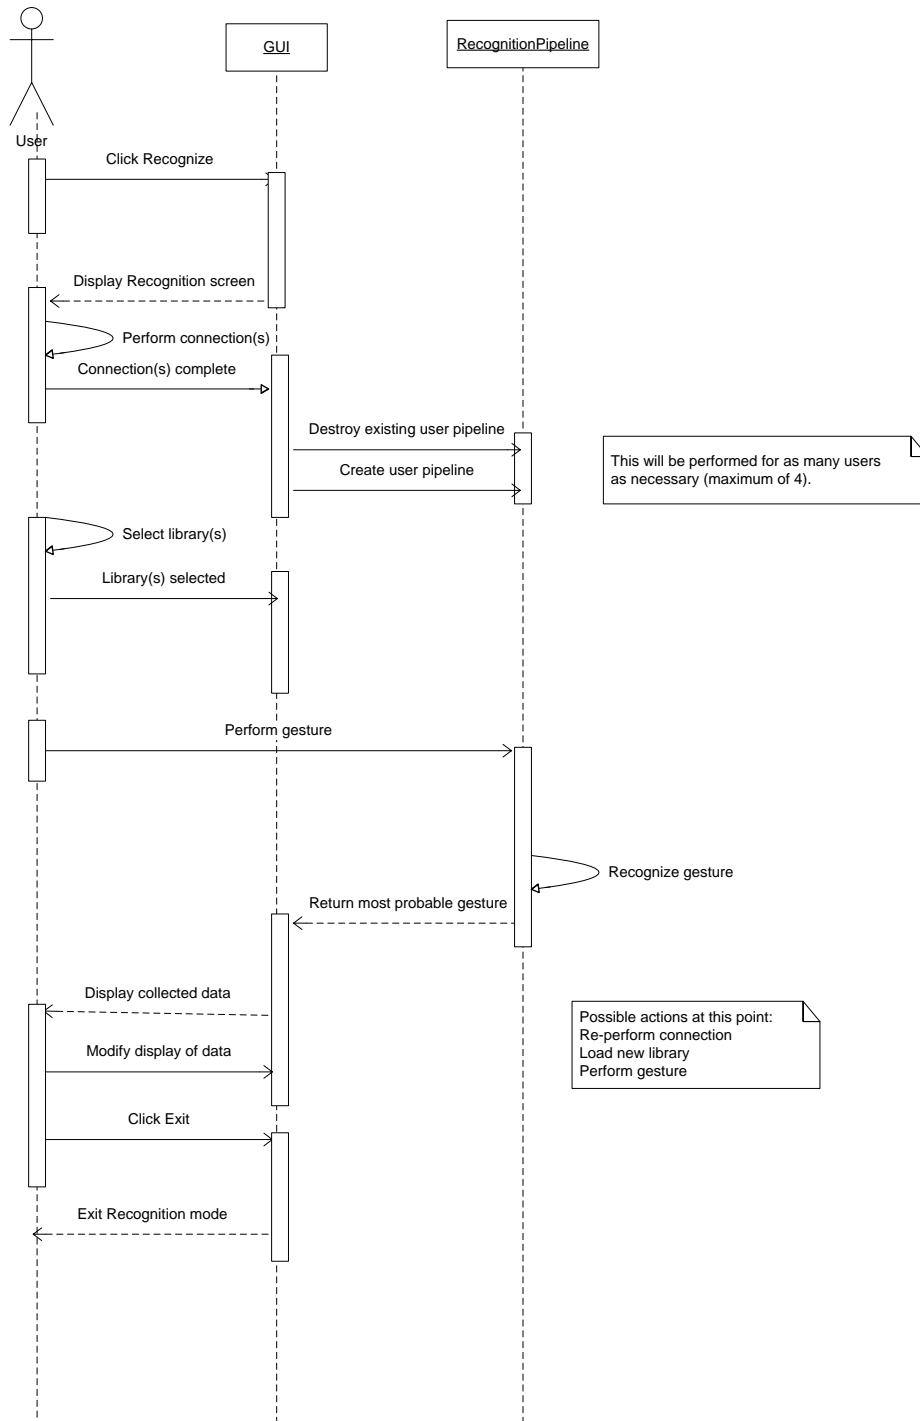 GUI
RecognitionPipeline
User
Click Recognize
Display Recognition screen
Perform connection(s)
Connection(s) complete
Destroy existing user pipeline
Create user pipeline
This will be performed for as many users
as necessary (maximum of 4).
Select library(s)
Library(s) selected
Perform gesture
Recognize gesture
Return most probable gesture
Display collected data
Possible actions at this point:
Re-perform connection
Load new library
Perform gesture
Modify display of data
Click Exit
Exit Recognition mode